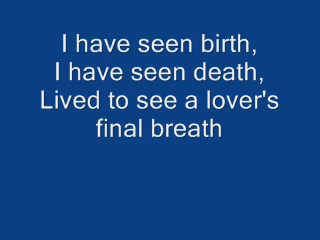 I have seen birth,
I have seen death,
Lived to see a lover's
final breath